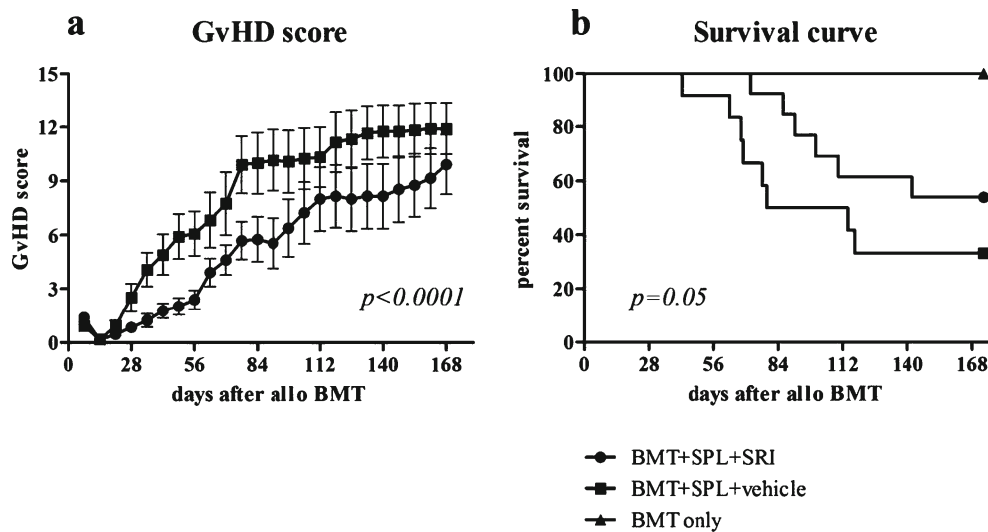 a GvHD score
15
12
9
6
3
0
GvHD score
p<0.0001
0 28 56 84 112 140 168
days after allo BMT
b Survival curve
100
80
60
40
20
0
percent survival
p=0.05
0 28 56 84 112 140 168
days after allo BMT
BMT+SPL+SRI
BMT+SPL+vehicle
BMT only